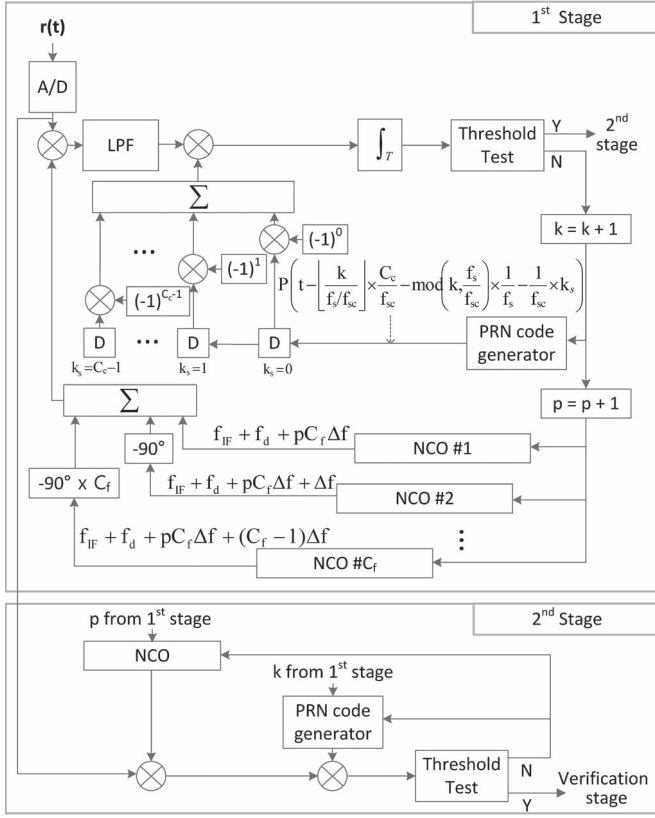 1st Stage
r(t)
A/D
LPF
∫T
Threshold Test
Y
N
2nd stage
Σ
k = k + 1
(-1)^0
...
(-1)^1
(-1)^{Cc-1}
P(t-⌊k/(fs/fsc)⌋×Cc/fsc-mod(k,fs/fsc)×1/fs-1/fsc×ks)
D
...
D
D
ks=Cc-1
ks=1
ks=0
PRN code generator
p = p + 1
Σ
-90°
fIF + fd + pCfΔf
NCO #1
-90° x Cf
fIF + fd + pCfΔf + Δf
NCO #2
...
fIF + fd + pCfΔf + (Cf - 1)Δf
NCO #Cf
2nd Stage
p from 1st stage
NCO
k from 1st stage
PRN code generator
Threshold Test
N
Y
Verification stage